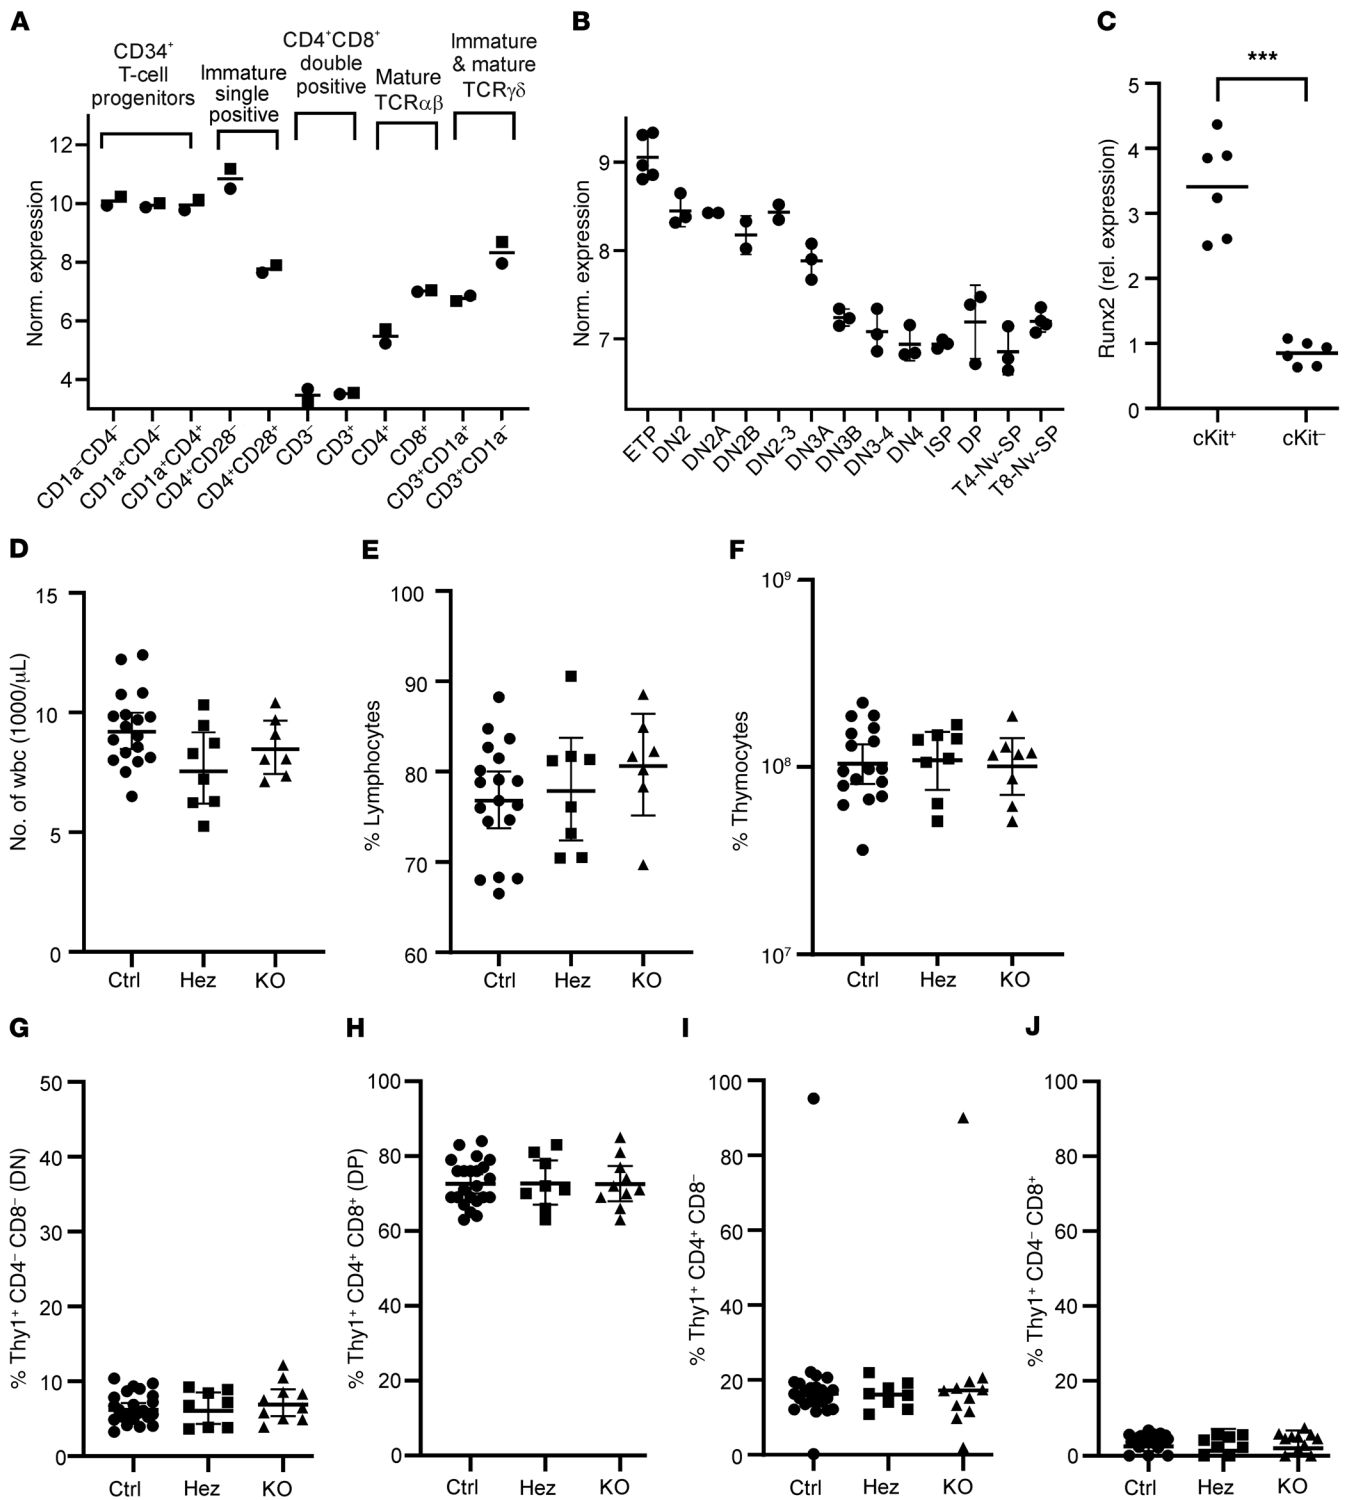 A
CD34⁺
T-cell
progenitors
Immature
single
positive
CD4⁺CD8⁺
double
positive
Mature
TCRαβ
Immature
& mature
TCRγδ
Norm. expression
12
10
8
6
4
CD1a⁻CD4⁻
CD1a⁺CD4⁻
CD1a⁺CD4⁺
CD4⁺CD28⁻
CD4⁺CD28⁺
CD3⁻
CD3⁺
CD4⁺
CD8⁺
CD3⁺CD1a⁺
CD3⁺CD1a⁻
B
Norm. expression
9
8
7
ETP
DN2
DN2A
DN2B
DN2-3
DN3A
DN3B
DN3-4
DN4
ISP
DP
T4-Nv-SP
T8-Nv-SP
C
***
Runx2 (rel. expression)
5
4
3
2
1
0
cKit⁺
cKit⁻
D
No. of wbc (1000/μL)
15
10
5
0
Ctrl
Hez
KO
E
% Lymphocytes
100
90
80
70
60
Ctrl
Hez
KO
F
% Thymocytes
10⁹
10⁸
10⁷
Ctrl
Hez
KO
G
% Thy1⁺ CD4⁻ CD8⁻ (DN)
50
40
30
20
10
0
Ctrl
Hez
KO
H
% Thy1⁺ CD4⁺ CD8⁺ (DP)
100
80
60
40
20
0
Ctrl
Hez
KO
I
% Thy1⁺ CD4⁺ CD8⁻
100
80
60
40
20
0
Ctrl
Hez
KO
J
% Thy1⁺ CD4⁻ CD8⁺
100
80
60
40
20
0
Ctrl
Hez
KO